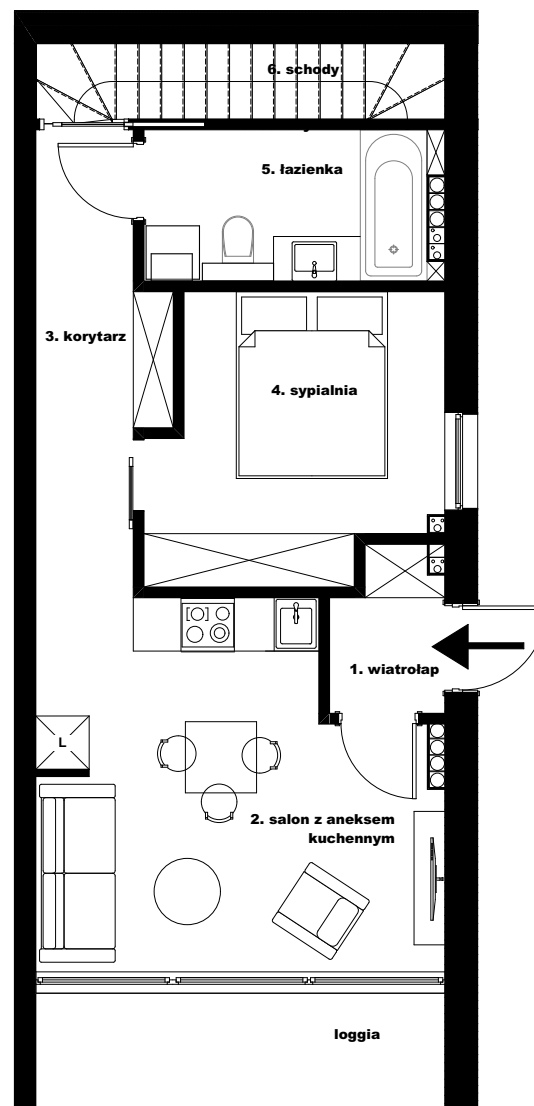 6. schody
5. łazienka
3. korytarz
4. sypialnia
1. wiatrołap
L
2. salon z aneksem
kuchennym
loggia